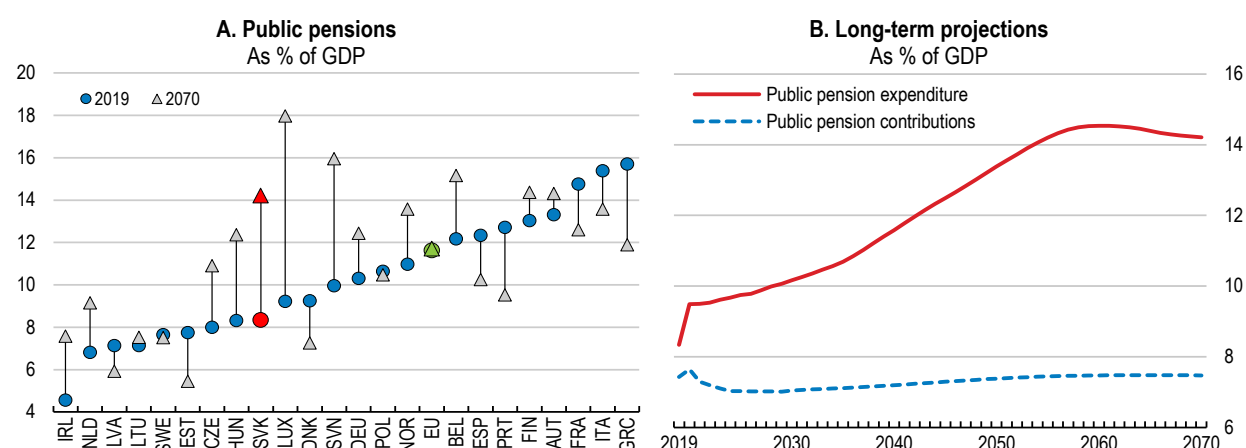 A. Public pensions
As % of GDP
20
18
16
14
12
10
8
6
4
2019 2070
IRL NLD LVA LTU SWE EST CZE HUN SVK LUX DNK SVN DEU POL NOR EU BEL ESP PRT FIN AUT FRA ITA GRC
B. Long-term projections
As % of GDP
Public pension expenditure
Public pension contributions
16
14
12
10
8
6
2019 2030 2040 2050 2060 2070